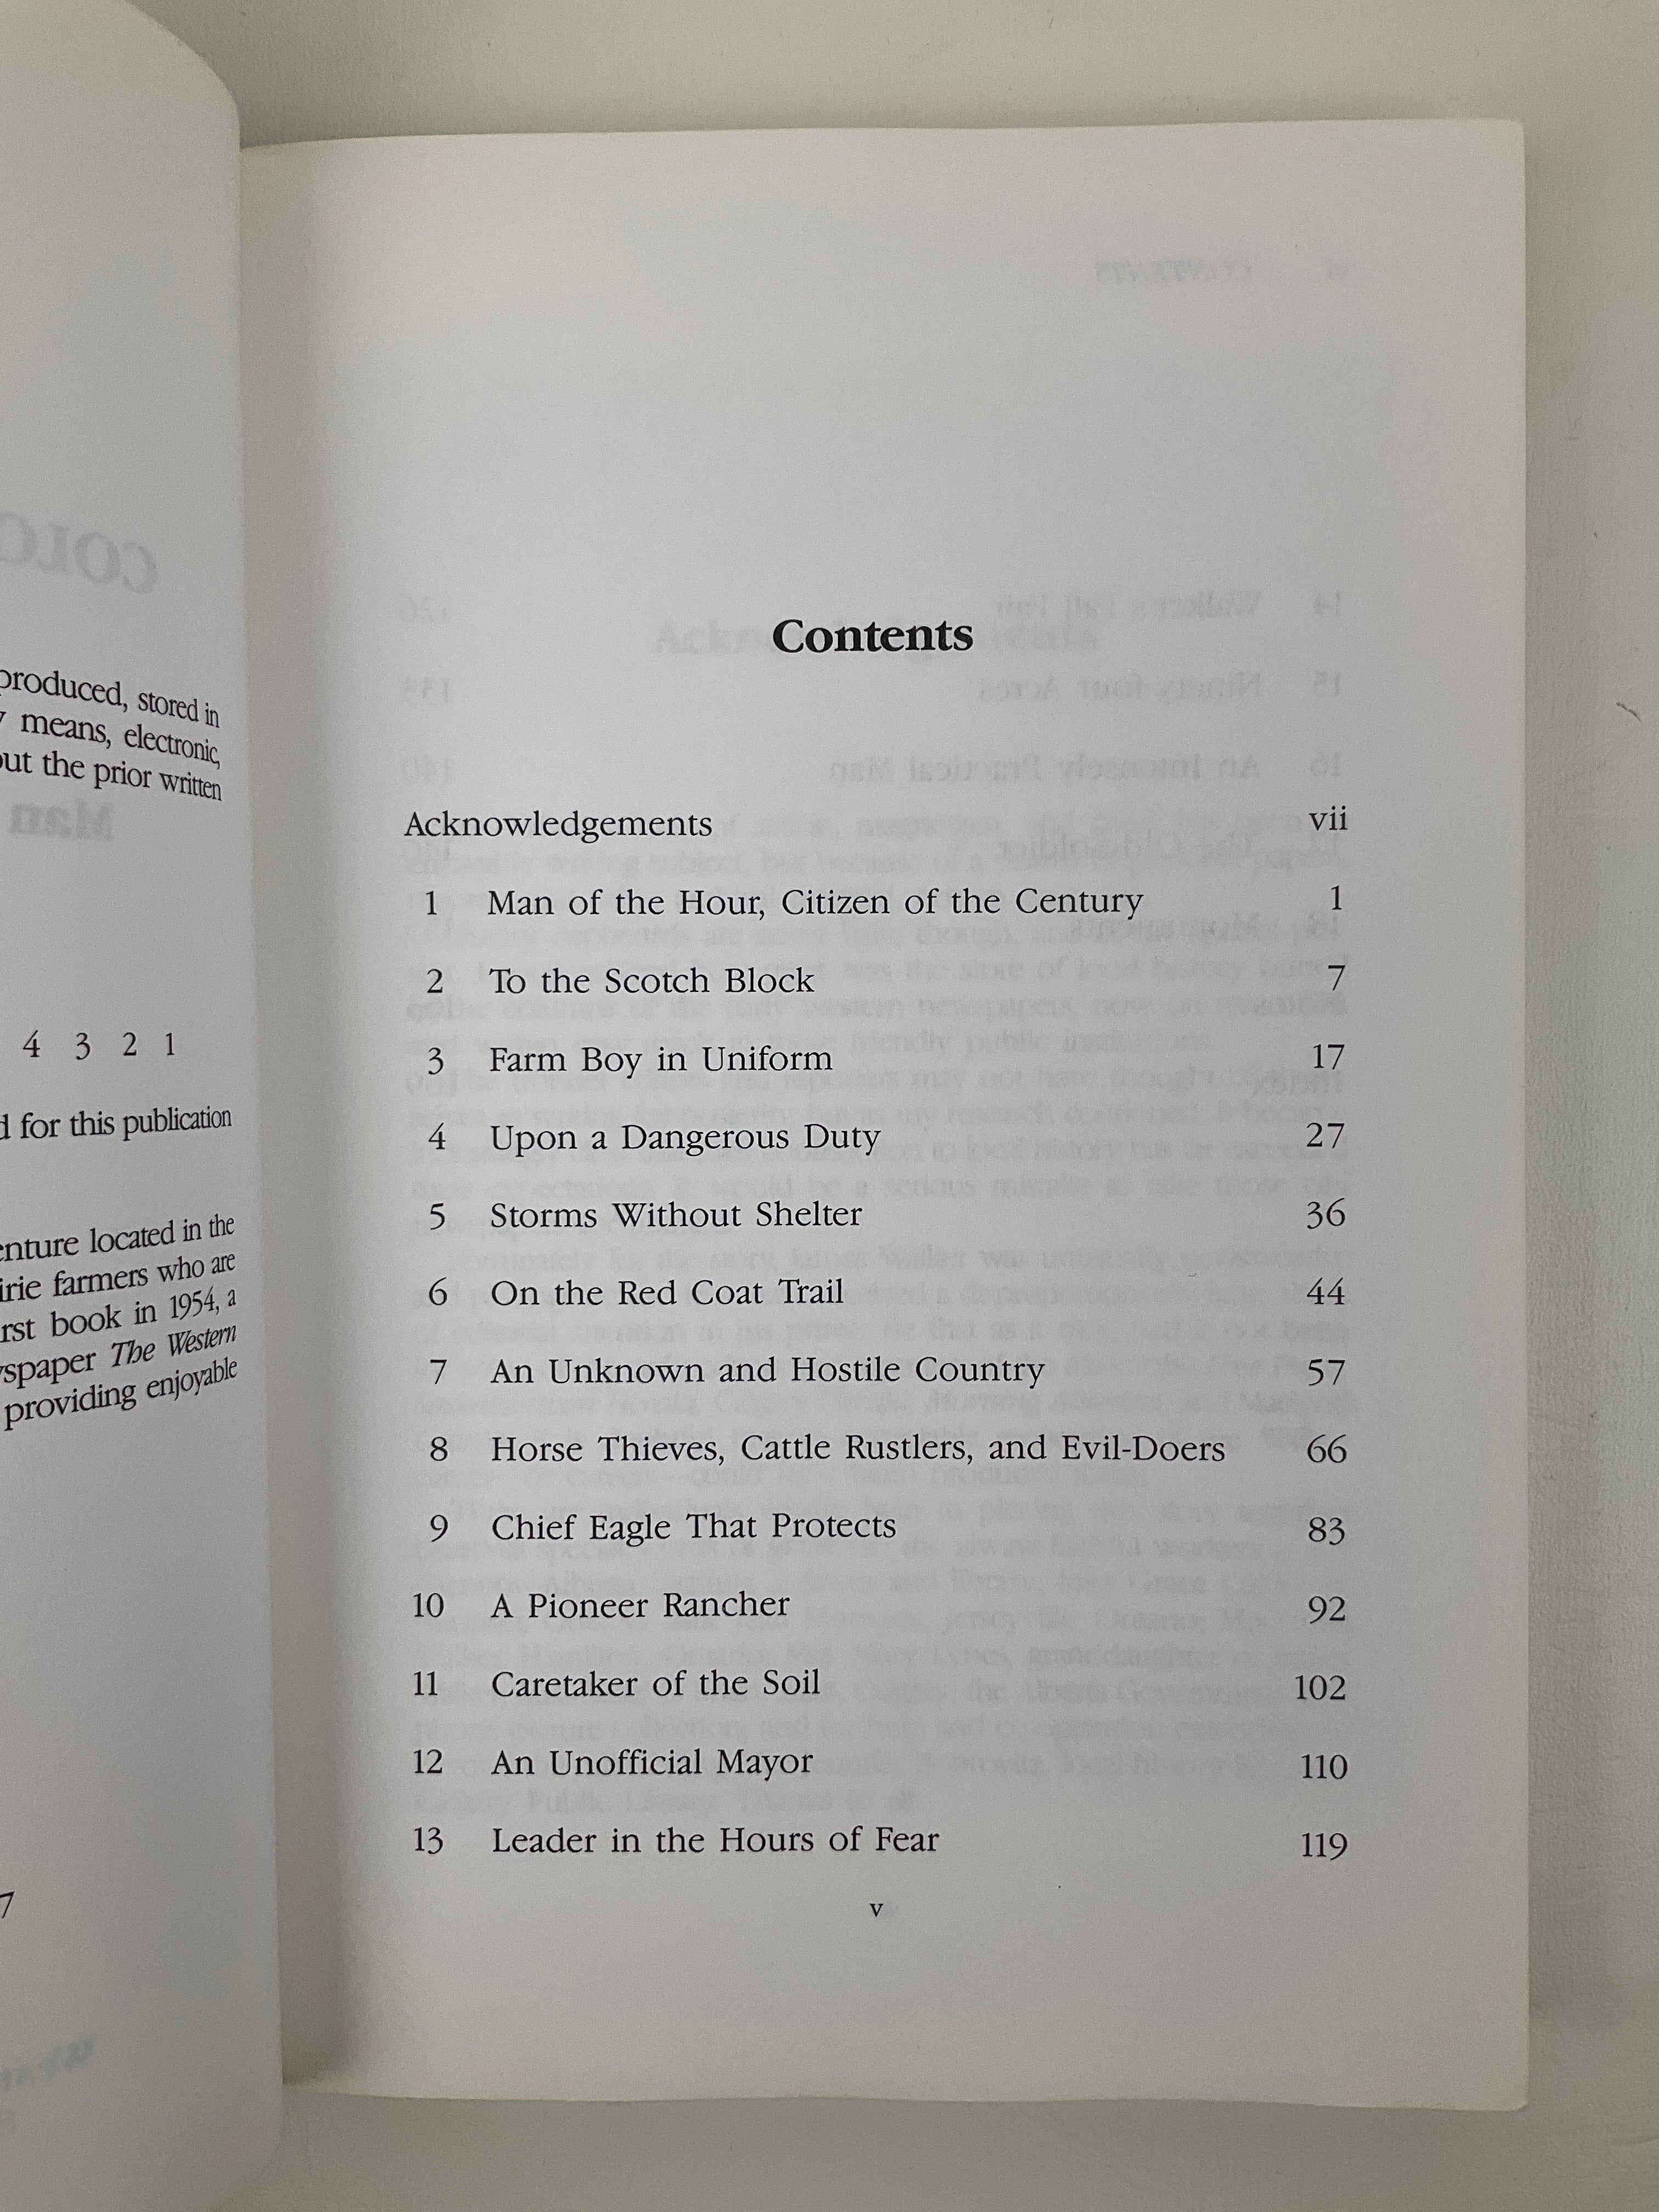 produced, stored in
means, electronic,
out the prior written
4 3 2 1
for this publication
located in the
farmers who are
book in 1954, a
The Western
providing enjoyable
7
Contents
Acknowledgements vii
1 Man of the Hour, Citizen of the Century 1
2 To the Scotch Block 7
3 Farm Boy in Uniform 17
4 Upon a Dangerous Duty 27
5 Storms Without Shelter 36
6 On the Red Coat Trail 44
7 An Unknown and Hostile Country 57
8 Horse Thieves, Cattle Rustlers, and Evil-Doers 66
9 Chief Eagle That Protects 83
10 A Pioneer Rancher 92
11 Caretaker of the Soil 102
12 An Unofficial Mayor 110
13 Leader in the Hours of Fear 119
v